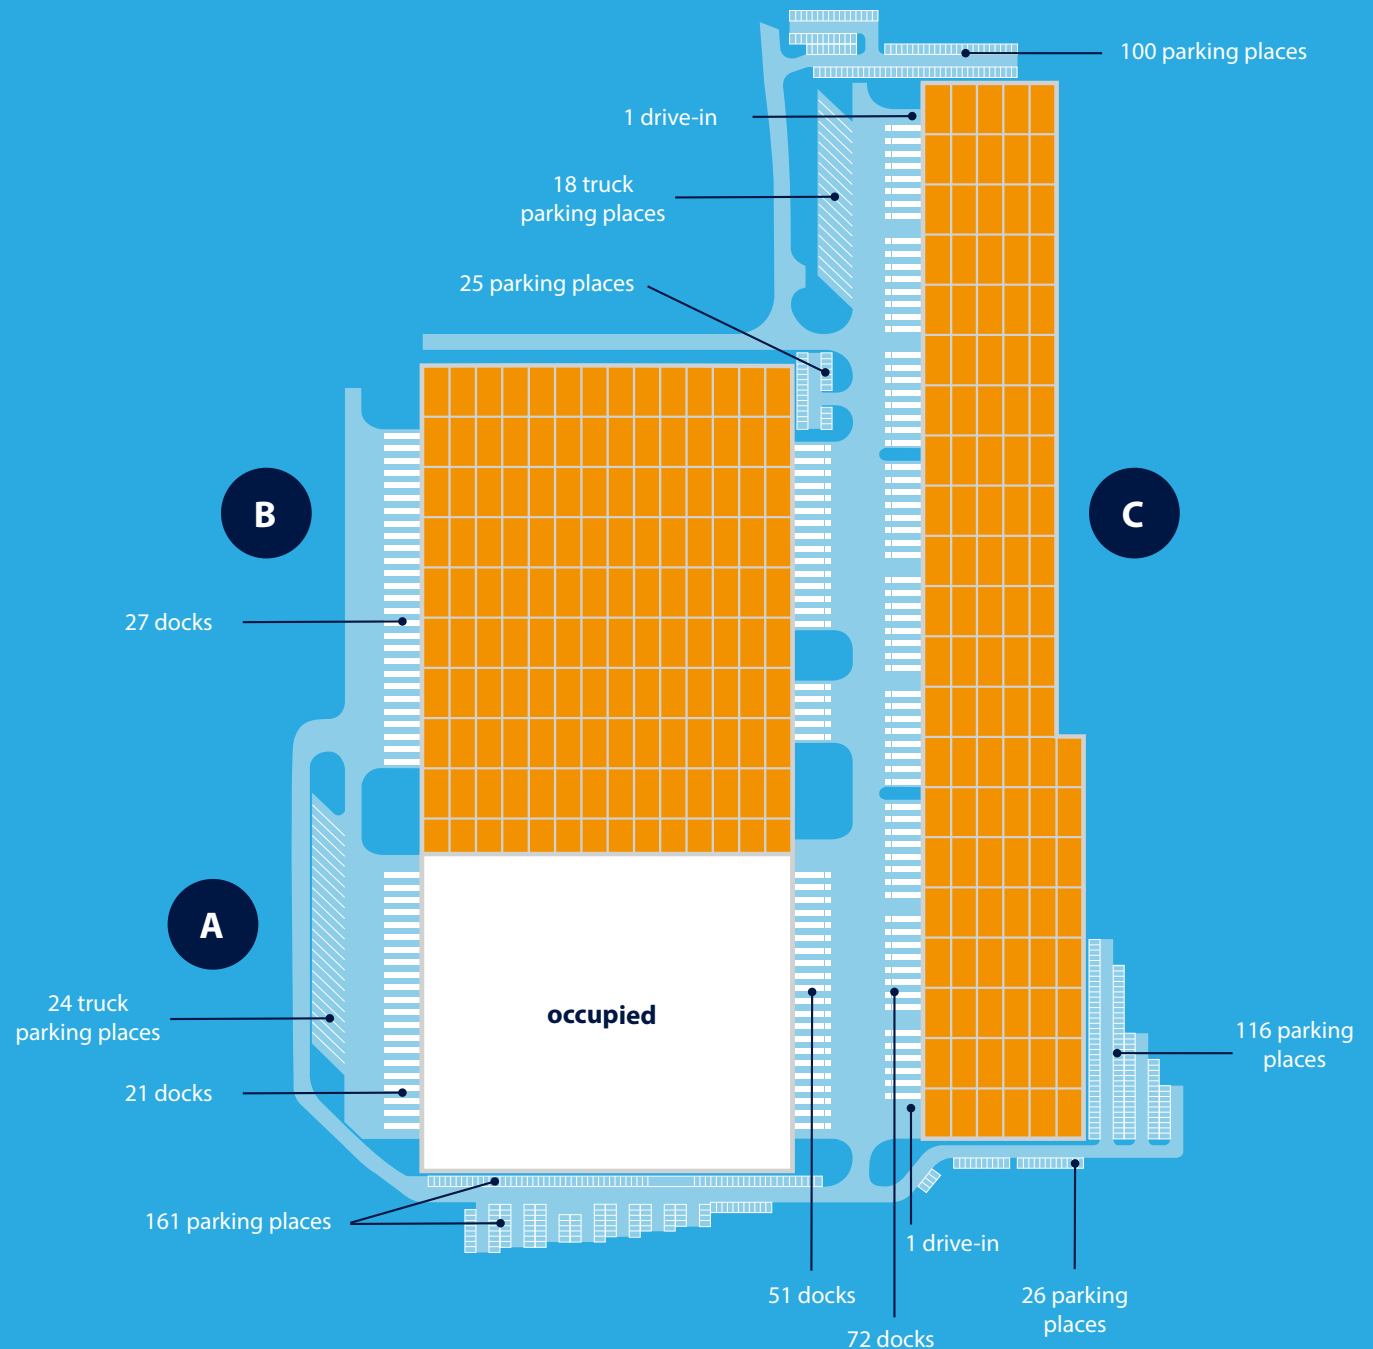 100 parking places
1 drive-in
18 truck
parking places
25 parking places
B
C
27 docks
A
24 truck
parking places
occupied
21 docks
116 parking
places
161 parking places
1 drive-in
51 docks
26 parking
places
72 docks